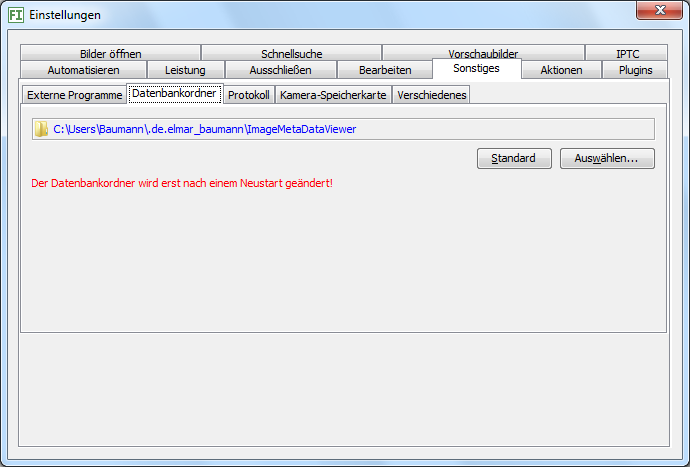 FI Einstellungen
Bilder öffnen Schnellsuche Vorschaubilder IPTC
Automatisieren Leistung Ausschließen Bearbeiten Sonstiges Aktionen Plugins
Externe Programme Datenbankordner Protokoll Kamera-Speicherkarte Verschiedenes
C:\Users\Baumann\.de.elmar_baumann\ImageMetaDataViewer
Standard Auswählen...
Der Datenbankordner wird erst nach einem Neustart geändert!